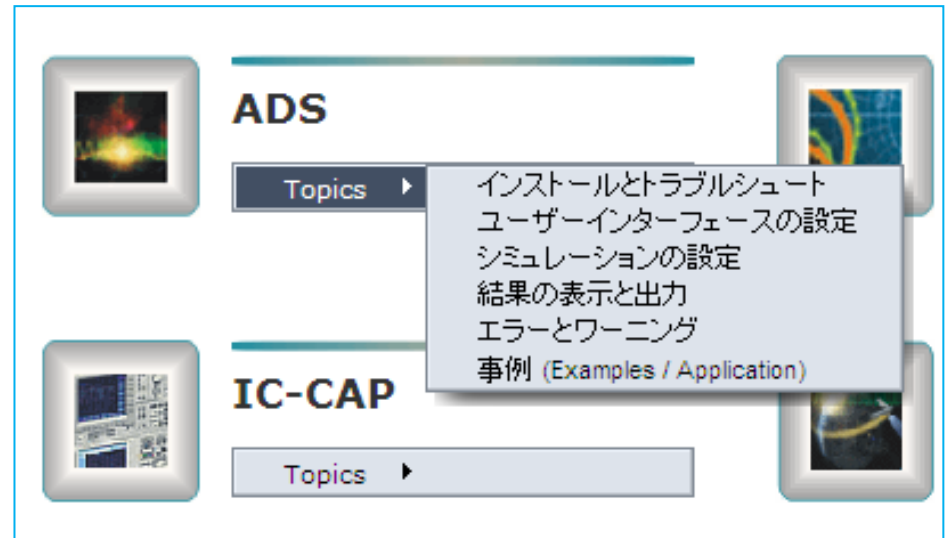 ADS
Topics
インストールとトラブルシュート
ユーザーインターフェースの設定
シミュレーションの設定
結果の表示と出力
エラーとワーニング
事例 (Examples / Application)
IC-CAP
Topics